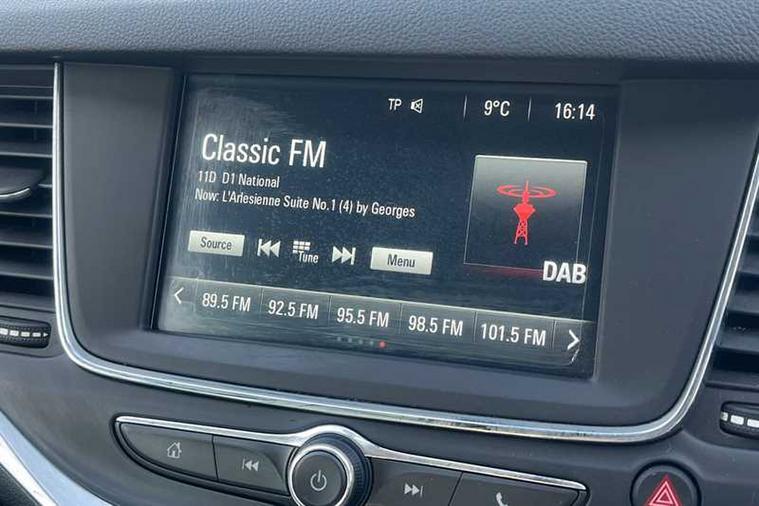 TP 9°C 16:14
Classic FM
11D D1 National
Now: L'Arlesienne Suite No.1 (4) by Georges
Source Tune Menu
DAB
89.5 FM 92.5 FM 95.5 FM 98.5 FM 101.5 FM